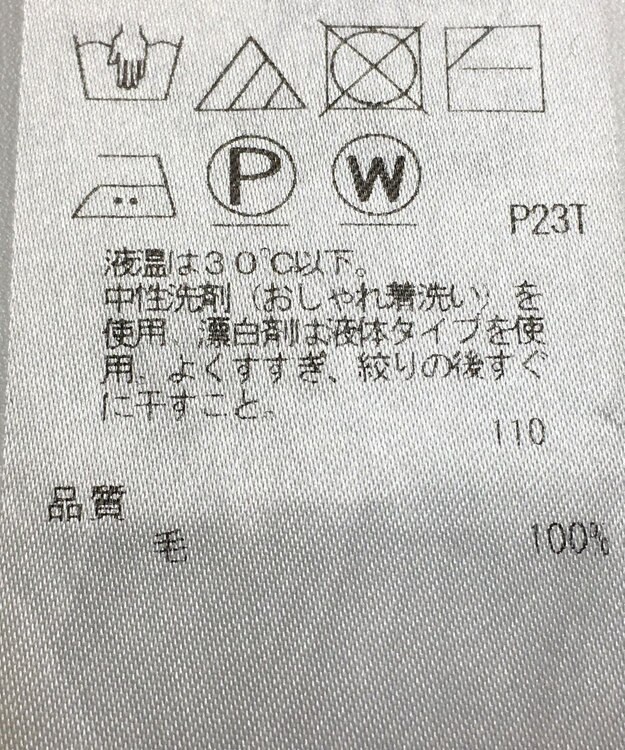 P
W
P23T
液温は30℃以下。
中性洗剤（おしゃれ着洗い）を
使用、漂白剤は液体タイプを使
用。よくすすぎ、絞りの後すぐ
に干すこと。
110
品質
毛 100%